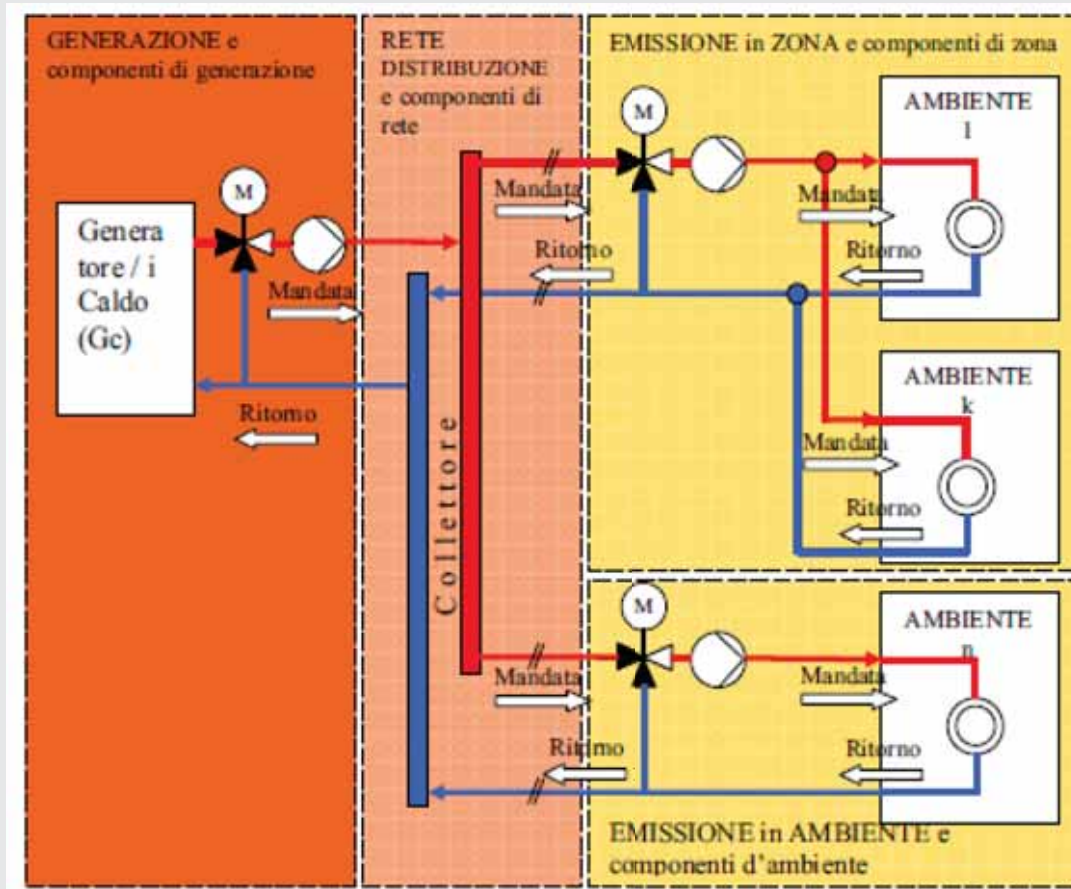 GENERAZIONE e
componenti di generazione
M
Genera
tore / i
Caldo
(Gc)
Mandata
Ritorno
RETE
DISTRIBUZIONE
e componenti di
rete
Collettore
Mandata
Ritorno
Mandata
Ritorno
EMISSIONE in ZONA e componenti di zona
M
Mandata
Ritorno
AMBIENTE
1
Mandata
Ritorno
AMBIENTE
k
M
Mandata
Ritorno
AMBIENTE
n
EMISSIONE in AMBIENTE e
componenti d'ambiente